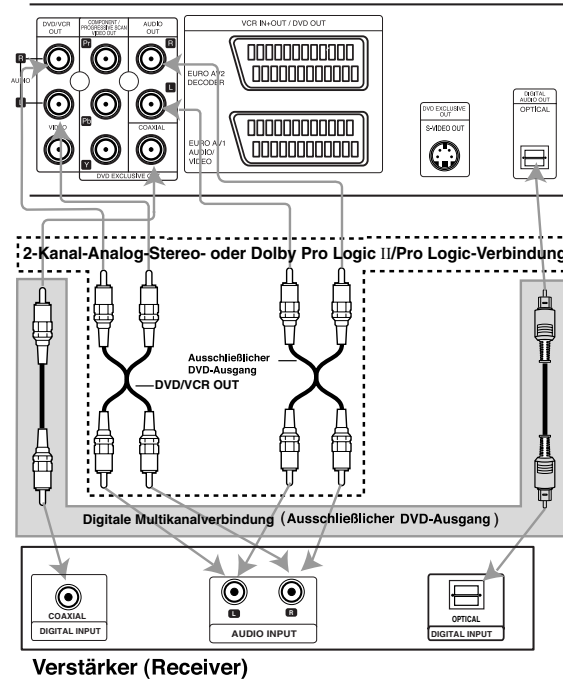 DVD/VCR
OUT
COMPONENT /
PROGRESSIVE SCAN
VIDEO OUT
AUDIO
OUT
VCR IN+OUT / DVD OUT
R
AUDIO
L
VIDEO
Pr
Pb
Y
R
L
COAXIAL
DVD EXCLUSIVE OUT
EURO AV2
DECODER
EURO AV1
AUDIO/
VIDEO
DVD EXCLUSIVE
OUT
S-VIDEO OUT
DIGITAL
AUDIO OUT
OPTICAL
2-Kanal-Analog-Stereo- oder Dolby Pro Logic II/Pro Logic-Verbindung
Ausschließlicher
DVD-Ausgang
DVD/VCR OUT
Digitale Multikanalverbindung (Ausschließlicher DVD-Ausgang )
COAXIAL
DIGITAL INPUT
L
R
AUDIO INPUT
OPTICAL
DIGITAL INPUT
Verstärker (Receiver)